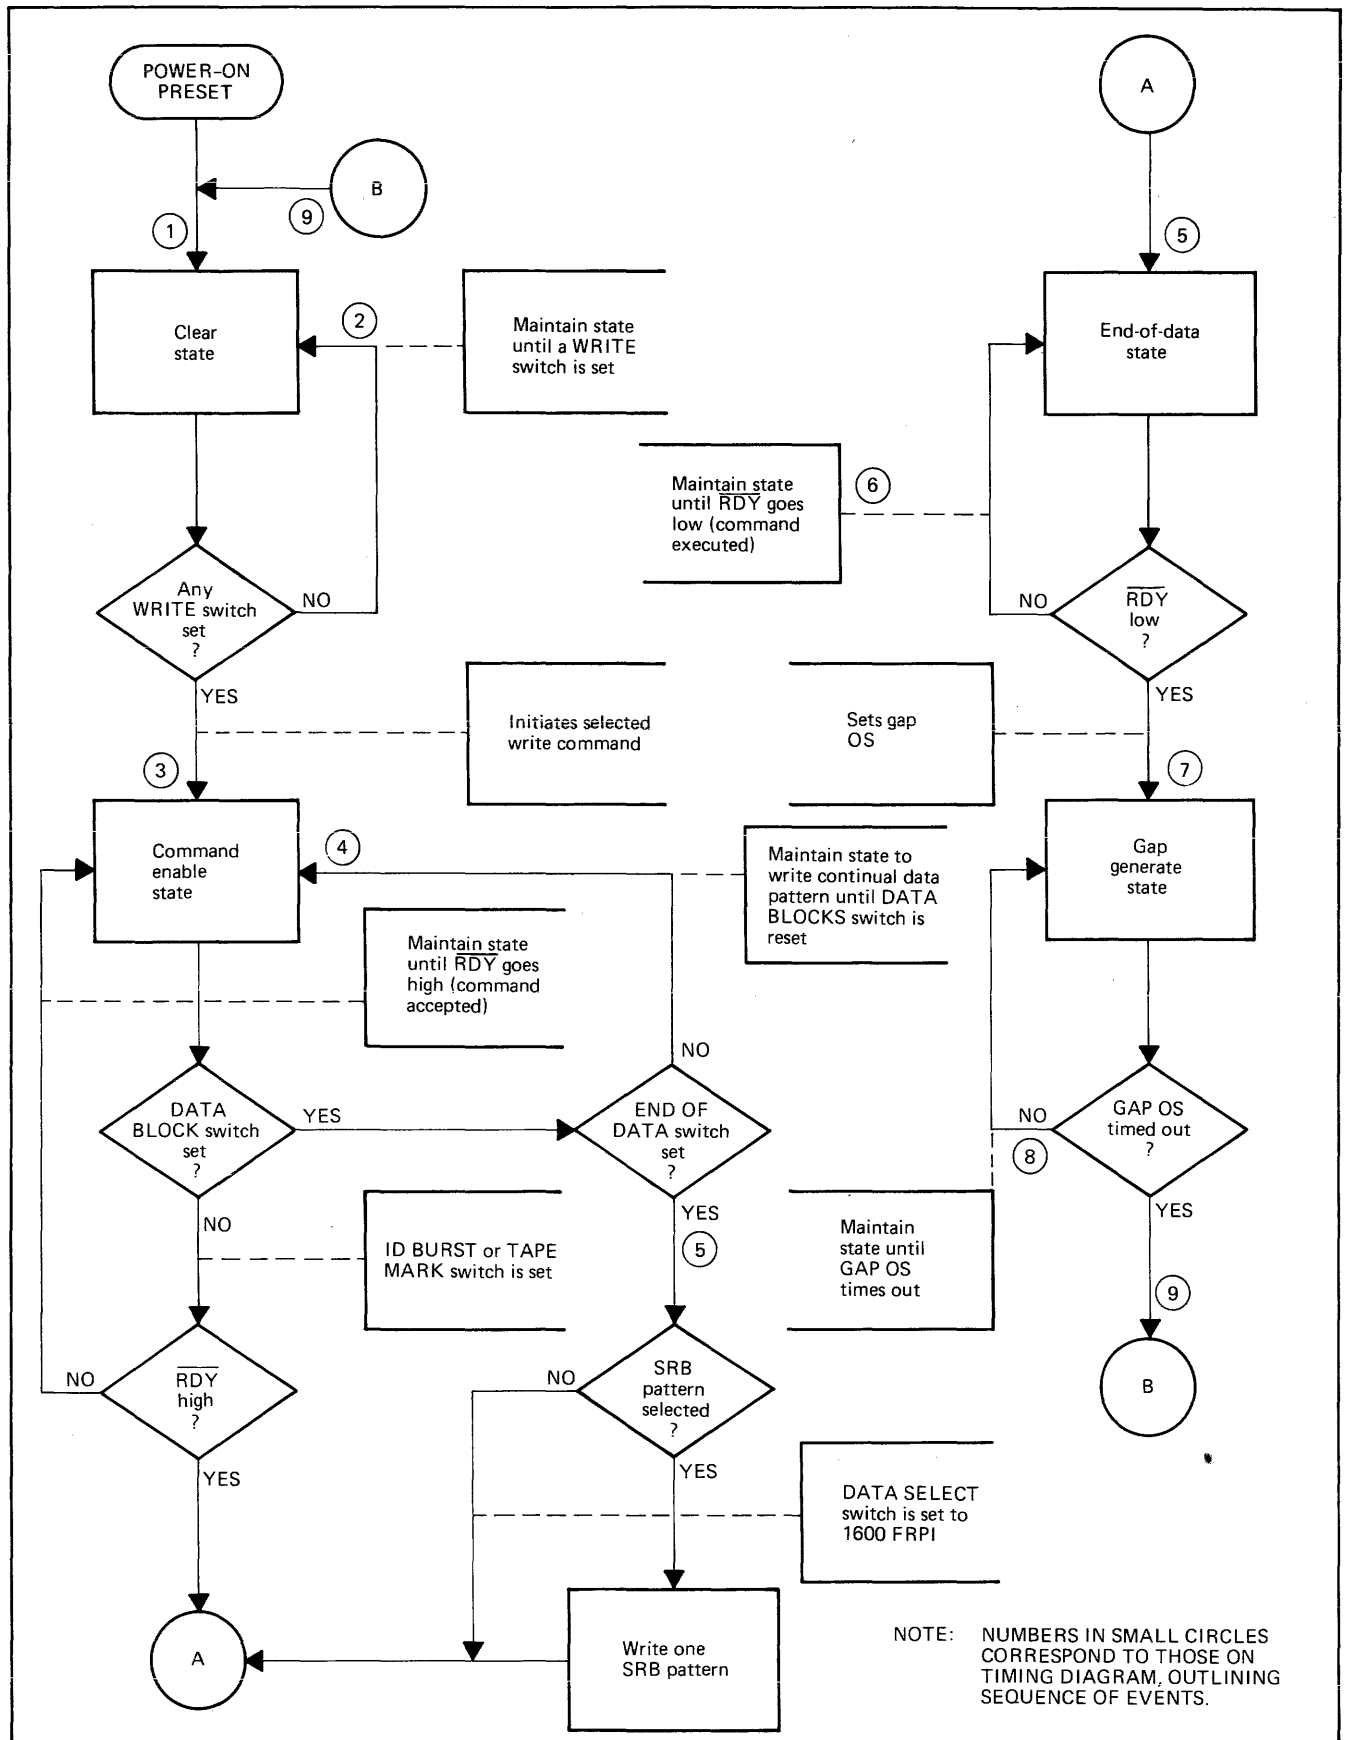 POWER-ON
PRESET
A
B
9
1
5
2
Clear
state
Maintain state
until a WRITE
switch is set
End-of-data
state
Maintain state
until RDY goes
low (command
executed)
6
Any
WRITE switch
set
?
NO
YES
NO
RDY
low
?
YES
Initiates selected
write command
Sets gap
OS
3
7
Command
enable
state
4
Maintain state to
write continual data
pattern until DATA
BLOCKS switch is
reset
Gap
generate
state
Maintain state
until RDY goes
high (command
accepted)
NO
DATA
BLOCK switch
set
?
YES
END OF
DATA switch
set
?
NO
GAP OS
timed out
?
8
NO
YES
YES
ID BURST or TAPE
MARK switch is set
5
Maintain
state until
GAP OS
times out
9
NO
RDY
high
?
YES
NO
SRB
pattern
selected
?
YES
B
DATA SELECT
switch is set to
1600 FRPI
A
Write one
SRB pattern
NOTE: NUMBERS IN SMALL CIRCLES
CORRESPOND TO THOSE ON
TIMING DIAGRAM, OUTLINING
SEQUENCE OF EVENTS.